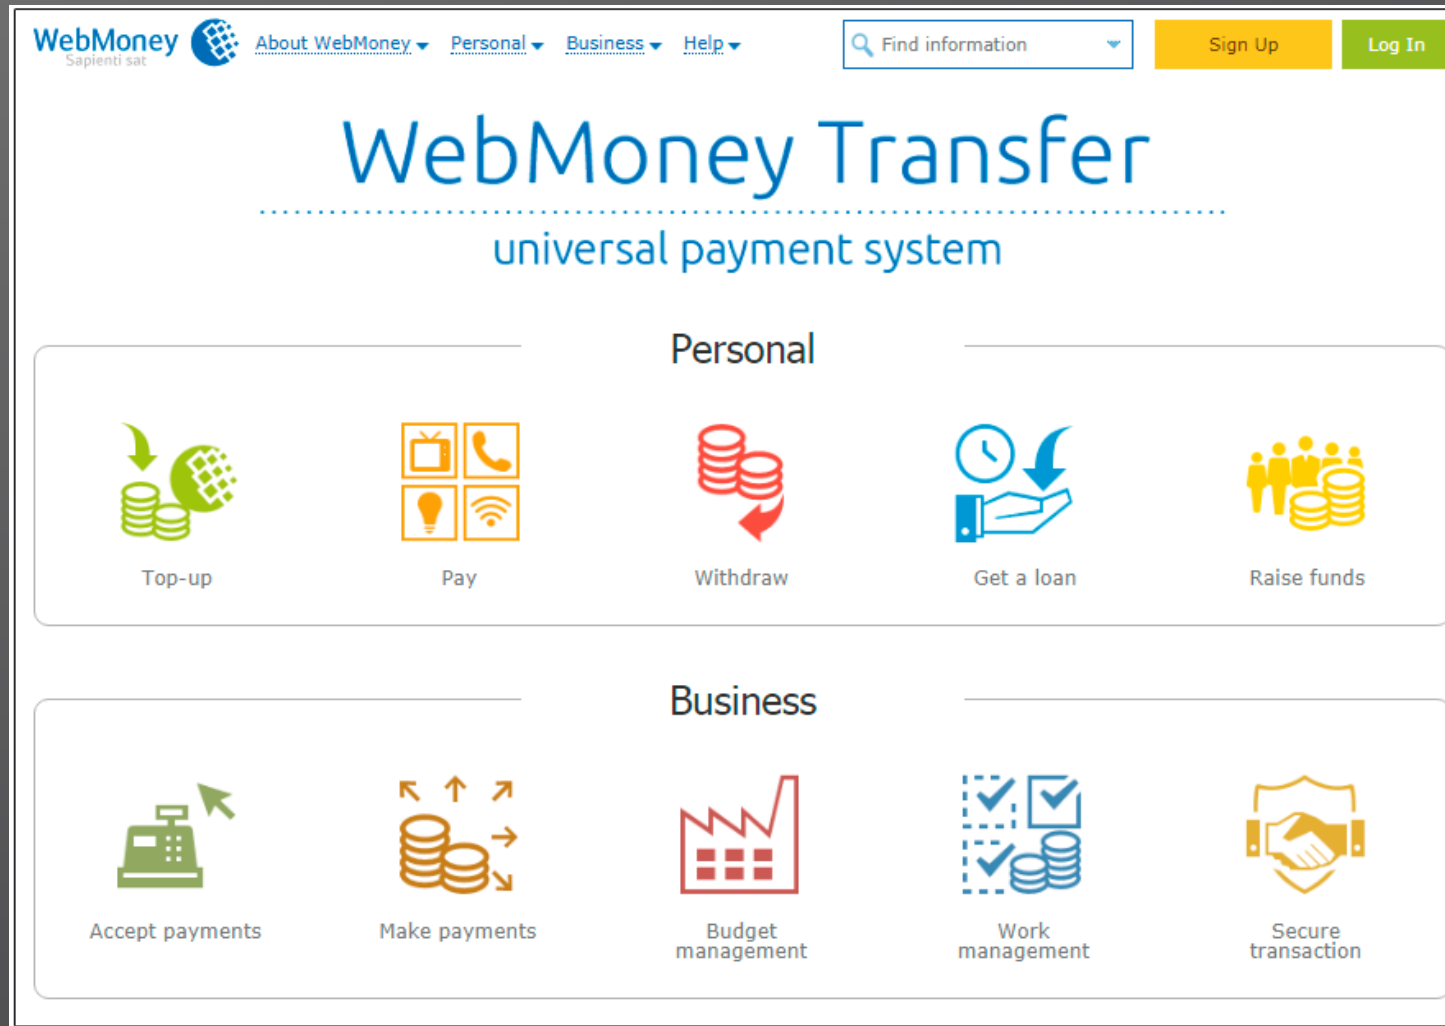 WebMoney
Sapienti sat
About WebMoney Personal Business Help
Find information
Sign Up
Log In
WebMoney Transfer
universal payment system
Personal
Top-up
Pay
Withdraw
Get a loan
Raise funds
Business
Accept payments
Make payments
Budget
management
Work
management
Secure
transaction